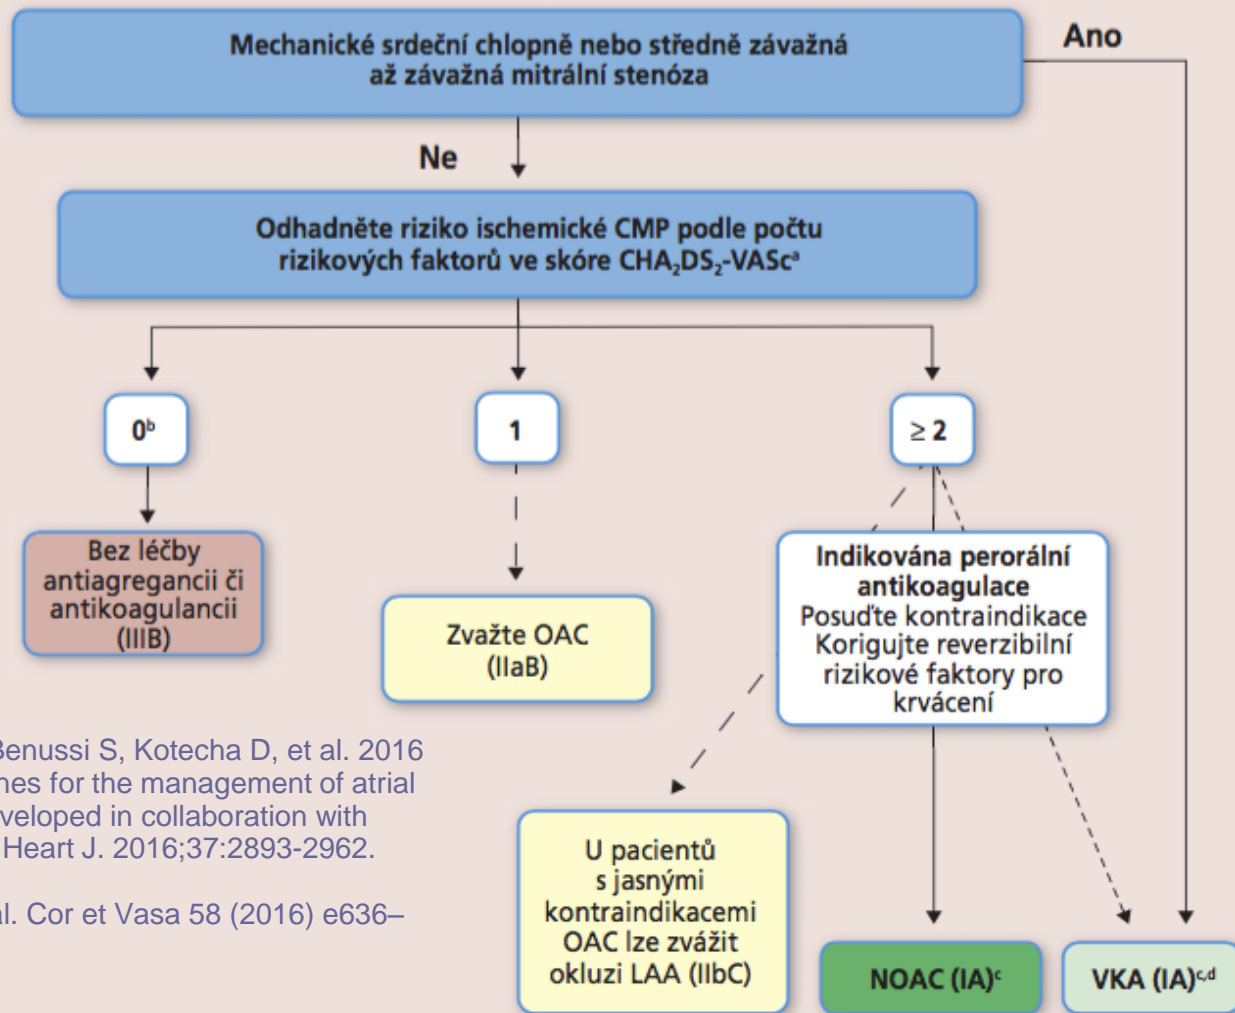 Mechanické srdeční chlopně nebo středně závažná
až závažná mitrální stenóza
Ano
Ne
Odhadněte riziko ischemické CMP podle počtu
rizikových faktorů ve skóre CHA₂DS₂-VAScᵃ
0ᵇ
1
≥ 2
Bez léčby
antiagregancii či
antikoagulancii
(IIIB)
Zvažte OAC
(IIaB)
Indikována perorální
antikoagulace
Posuďte kontraindikace
Korigujte reverzibilní
rizikové faktory pro
krvácení
Benussi S, Kotecha D, et al. 2016
nes for the management of atrial
veloped in collaboration with
Heart J. 2016;37:2893-2962.
al. Cor et Vasa 58 (2016) e636–
U pacientů
s jasnými
kontraindikacemi
OAC lze zvážit
okluzi LAA (IIbC)
NOAC (IA)ᶜ
VKA (IA)ᶜ,ᵈ